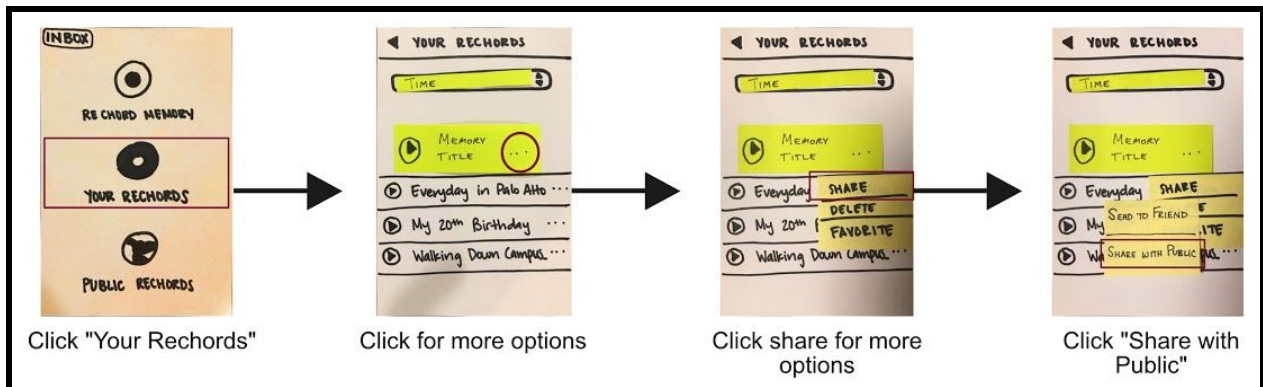 INBOX
RECHORD MEMORY
YOUR RECHORDS
PUBLIC RECHORDS
Click "Your Rechords"
YOUR RECHORDS
TIME
MEMORY
TITLE ...
Everyday in Palo Alto ...
My 20th Birthday ...
Walking Down Campus ...
Click for more options
YOUR RECHORDS
TIME
MEMORY
TITLE ...
Everyday SHARE
DELETE
My 20th
FAVORITE
Walking Down Campus ...
Click share for more
options
YOUR RECHORDS
TIME
MEMORY
TITLE ...
Everyday SHARE
SEND TO FRIEND
My
SHARE WITH PUBLIC
Click "Share with
Public"